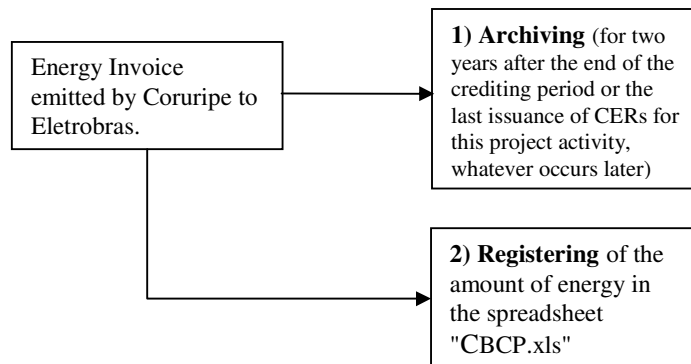 Energy Invoice
emitted by Coruripe to
Eletrobras.
1) Archiving (for two
years after the end of the
crediting period or the
last issuance of CERs for
this project activity,
whatever occurs later)
2) Registering of the
amount of energy in
the spreadsheet
"CBCP.xls"